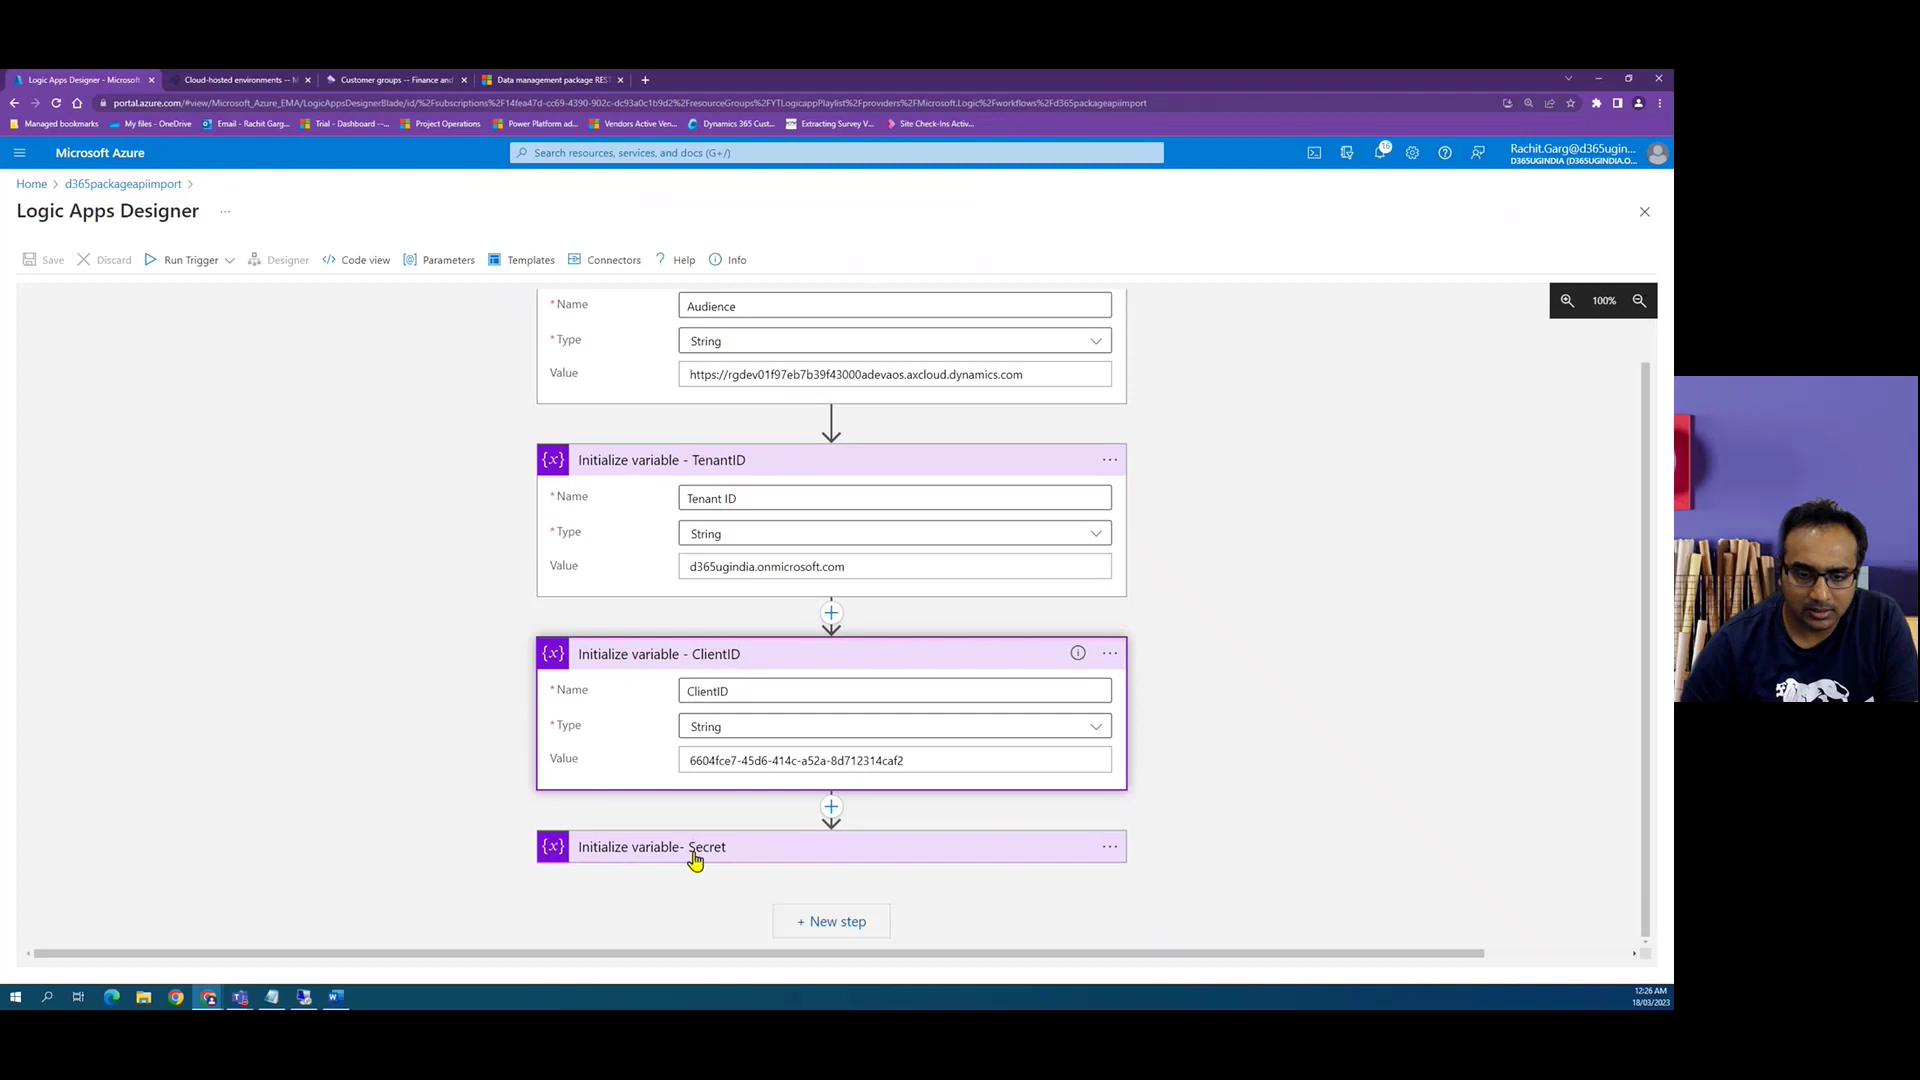 Logic Apps Designer - Microsoft
Cloud-hosted environments -- M
Customer groups -- Finance and
Data management package REST
portal.azure.com/#view/Microsoft_Azure_EMA/LogicAppsDesignerBlade/id/%2Fsubscriptions%2F14fea47d-cc69-4390-902c-dc93a0c1b9d2%2FresourceGroups%2FYTLogicappPlaylist%2Fproviders%2FMicrosoft.Logic%2Fworkflows%2Fd365packageapiimport
Managed bookmarks
My files - OneDrive
Email - Rachit Garg...
Trial - Dashboard --...
Project Operations
Power Platform ad...
Vendors Active Ven...
Dynamics 365 Cust...
Extracting Survey V...
Site Check-Ins Activ...
Microsoft Azure
Search resources, services, and docs (G+/)
16
Rachit.Garg@d365ugin...
D365UGINDIA (D365UGINDIA.O...
Home > d365packageapiimport >
Logic Apps Designer ...
Save
Discard
Run Trigger
Designer
Code view
Parameters
Templates
Connectors
Help
Info
100%
* Name
Audience
* Type
String
Value
https://rgdev01f97eb7b39f43000adevaos.axcloud.dynamics.com
{x} Initialize variable - TenantID ...
* Name
Tenant ID
* Type
String
Value
d365ugindia.onmicrosoft.com
{x} Initialize variable - ClientID ...
* Name
ClientID
* Type
String
Value
6604fce7-45d6-414c-a52a-8d712314caf2
{x} Initialize variable- Secret ...
+ New step
12:26 AM
18/03/2023